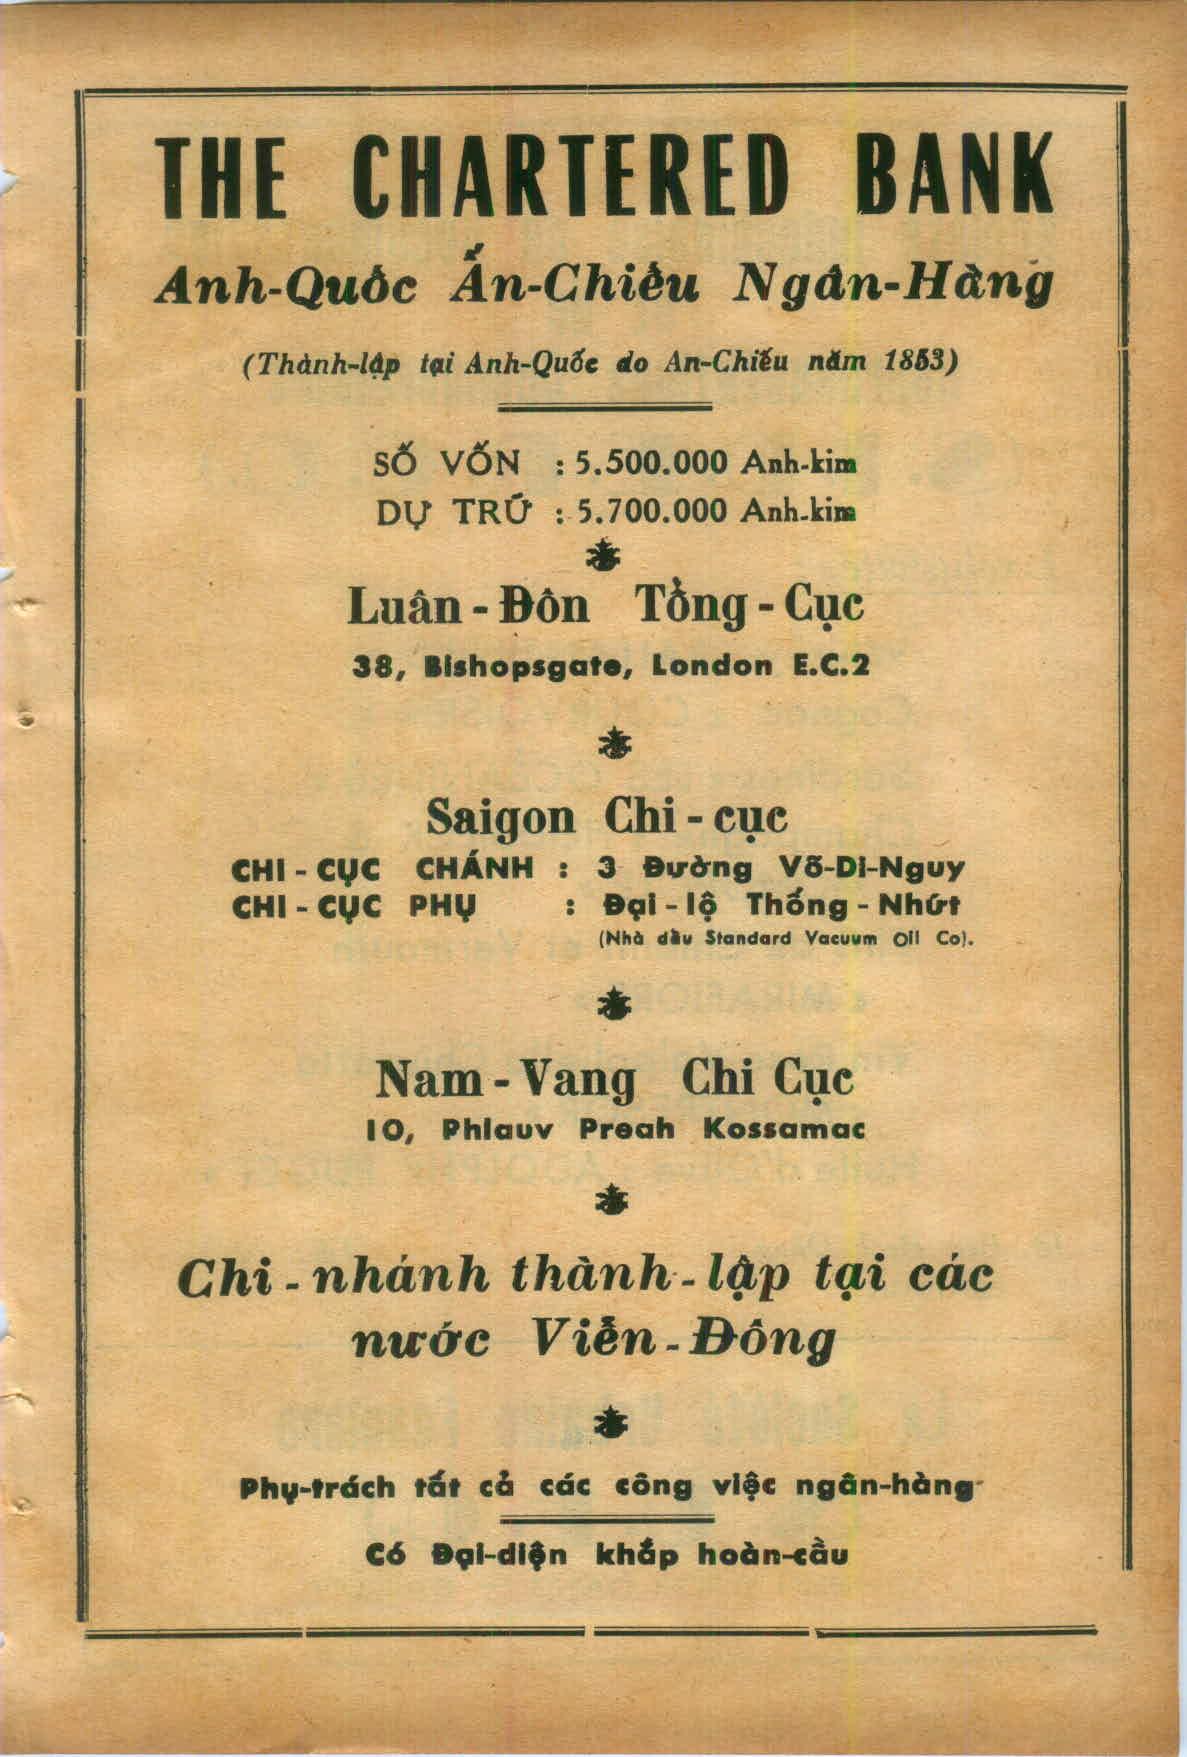 THE CHARTERED BANK
Anh-Quốc Ấn-Chiếu Ngân-Hàng
(Thành-lập tại Anh-Quốc do An-Chiếu năm 1853)
SỐ VỐN : 5.500.000 Anh-kim
DỰ TRỮ : 5.700.000 Anh-kim
Luân-Đôn Tổng-Cục
38, Bishopsgate, London E.C.2
Saigon Chi-cục
CHI-CỤC CHÁNH : 3 Đường Võ-Di-Nguy
CHI-CỤC PHỤ : Đại-lộ Thống-Nhứt
(Nhà dầu Standard Vacuum Oil Co).
Nam-Vang Chi Cục
10, Phlauv Preah Kossamac
Chi-nhánh thành-lập tại các
nước Viễn-Đông
Phụ-trách tất cả các công việc ngân-hàng
Có Đại-diện khắp hoàn-cầu